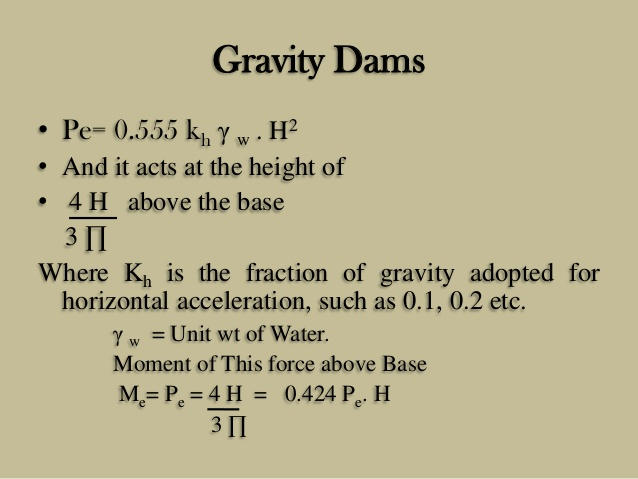 Gravity Dams
• Pe= 0.555 kh γ w . H²
• And it acts at the height of
• 4 H above the base
3 ∏
Where Kh is the fraction of gravity adopted for
horizontal acceleration, such as 0.1, 0.2 etc.
γ w = Unit wt of Water.
Moment of This force above Base
Me= Pe = 4 H = 0.424 Pe. H
3 ∏